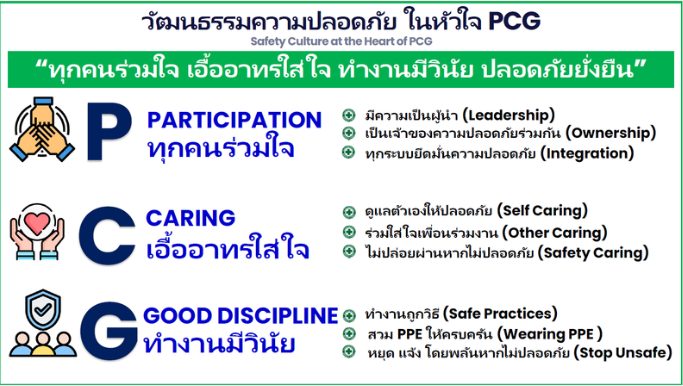 วัฒนธรรมความปลอดภัย ในหัวใจ PCG
Safety Culture at the Heart of PCG
“ทุกคนร่วมใจ เอื้ออาทรใส่ใจ ทำงานมีวินัย ปลอดภัยยั่งยืน”
P
PARTICIPATION
ทุกคนร่วมใจ
มีความเป็นผู้นำ (Leadership)
เป็นเจ้าของความปลอดภัยร่วมกัน (Ownership)
ทุกระบบยึดมั่นความปลอดภัย (Integration)
C
CARING
เอื้ออาทรใส่ใจ
ดูแลตัวเองให้ปลอดภัย (Self Caring)
ร่วมใส่ใจเพื่อนร่วมงาน (Other Caring)
ไม่ปล่อยผ่านหากไม่ปลอดภัย (Safety Caring)
G
GOOD DISCIPLINE
ทำงานมีวินัย
ทำงานถูกวิธี (Safe Practices)
สวม PPE ให้ครบครัน (Wearing PPE )
หยุด แจ้ง โดยพลันหากไม่ปลอดภัย (Stop Unsafe)